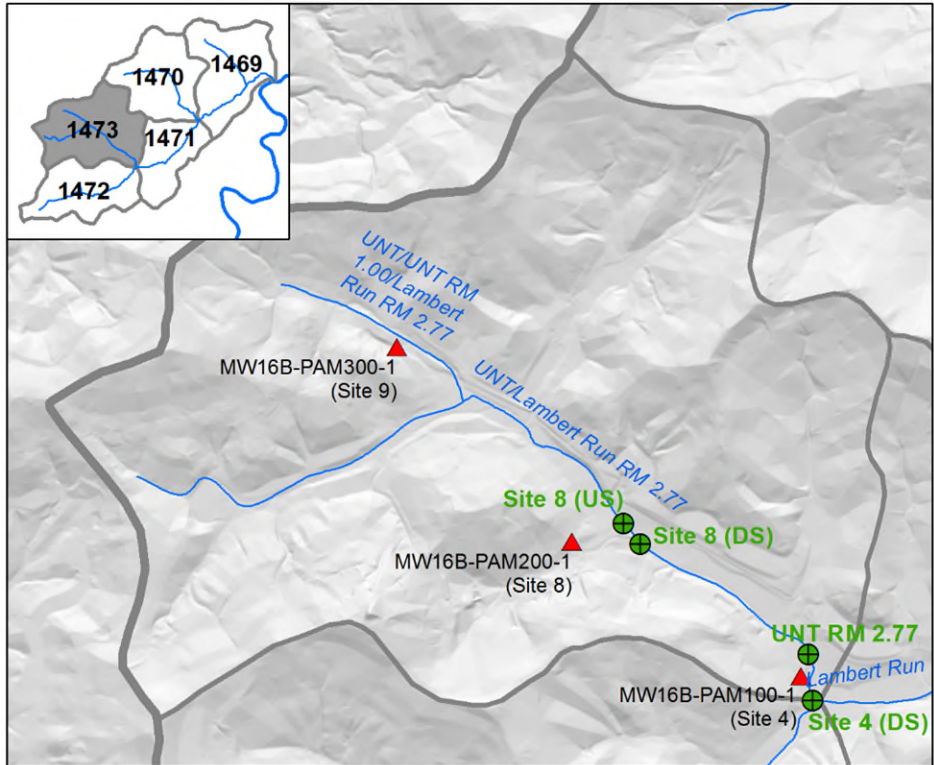 1469
1470
1473
1471
1472
UNT/UNT RM
1.00/Lambert
Run RM 2.77
MW16B-PAM300-1
(Site 9)
UNT/Lambert Run RM 2.77
Site 8 (US)
Site 8 (DS)
MW16B-PAM200-1
(Site 8)
UNT RM 2.77
Lambert Run
MW16B-PAM100-1
(Site 4)
Site 4 (DS)